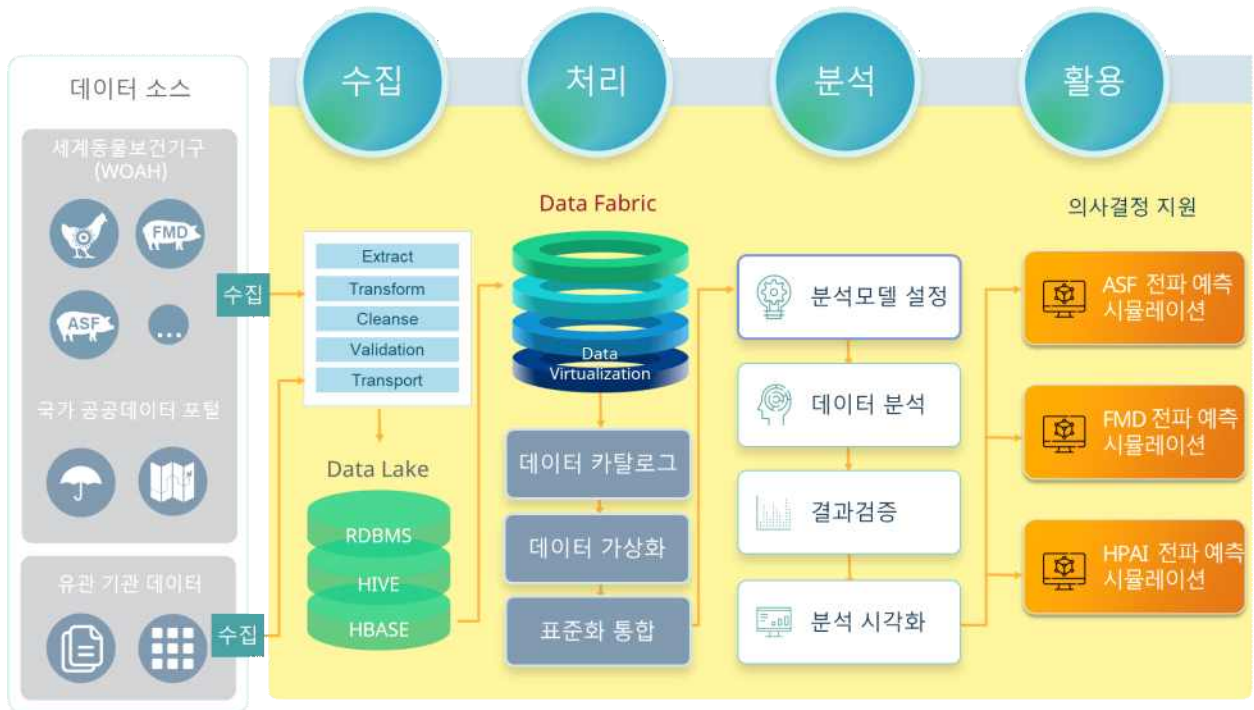 데이터 소스
세계동물보건기구
(WOAH)
FMD
ASF
...
국가 공공데이터 포털
유관 기관 데이터
수집
수집
수집
처리
분석
활용
Extract
Transform
Cleanse
Validation
Transport
Data Lake
RDBMS
HIVE
HBASE
Data Fabric
Data
Virtualization
데이터 카탈로그
데이터 가상화
표준화 통합
분석모델 설정
데이터 분석
결과검증
분석 시각화
의사결정 지원
ASF 전파 예측
시뮬레이션
FMD 전파 예측
시뮬레이션
HPAI 전파 예측
시뮬레이션